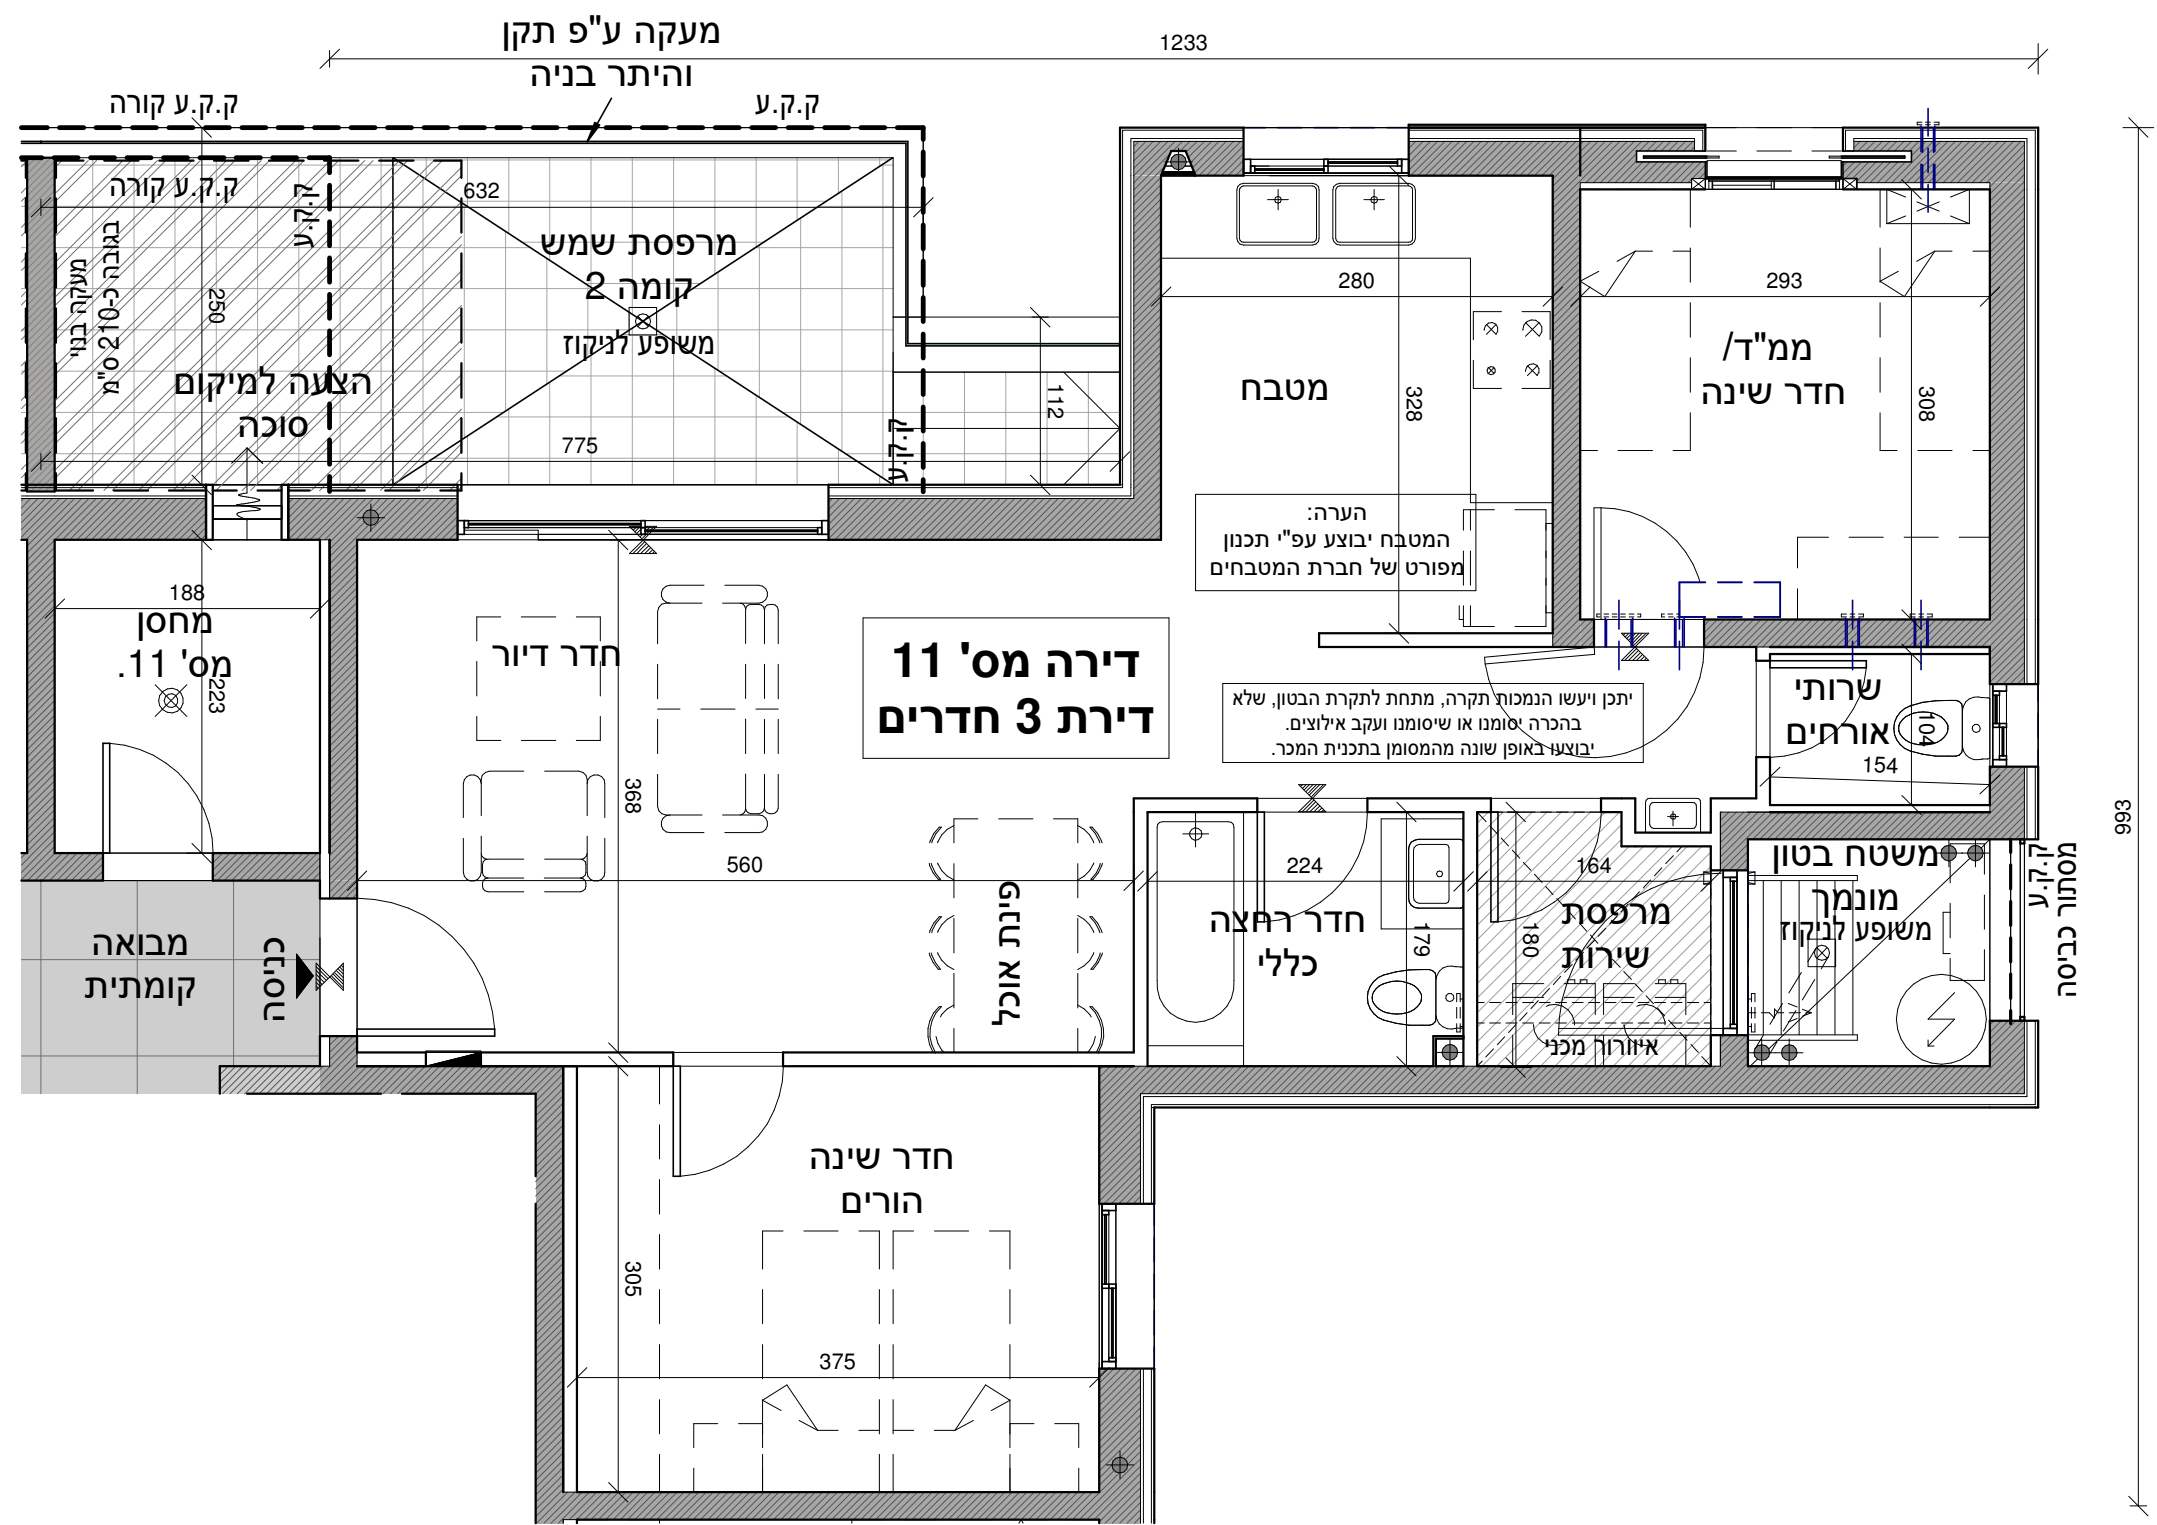 מעקה ע"פ תקן
והיתר בניה
1233
ק.ק.ע קורה
ק.ק.ע
ק.ק.ע קורה
ק.ק.ע
632
מעקה בנוי
בגובה כ-210 ס"מ
250
מרפסת שמש
קומה 2
משופע לניקוז
הצעה למיקום
סוכה
775
ק.ק.ע
112
280
328
מטבח
293
ממ"ד/
חדר שינה
308
הערה:
המטבח יבוצע עפ"י תכנון
מפורט של חברת המטבחים
188
מחסן
מס' 11.
223
חדר דיור
368
דירה מס' 11
דירת 3 חדרים
יתכן ויעשו הנמכות תקרה, מתחת לתקרת הבטון, שלא
בהכרה יסומנו או שיסומנו ועקב אילוצים.
יבוצעו באופן שונה מהמסומן בתכנית המכר.
שרותי
אורחים
104
154
993
560
פינת אוכל
224
חדר רחצה
כללי
179
164
מרפסת
שירות
180
איוורור מכני
משטח בטון
מונמך
משופע לניקוז
ק.ק.ע
מסתור כביסה
מבואה
קומתית
כניסה
חדר שינה
הורים
305
375